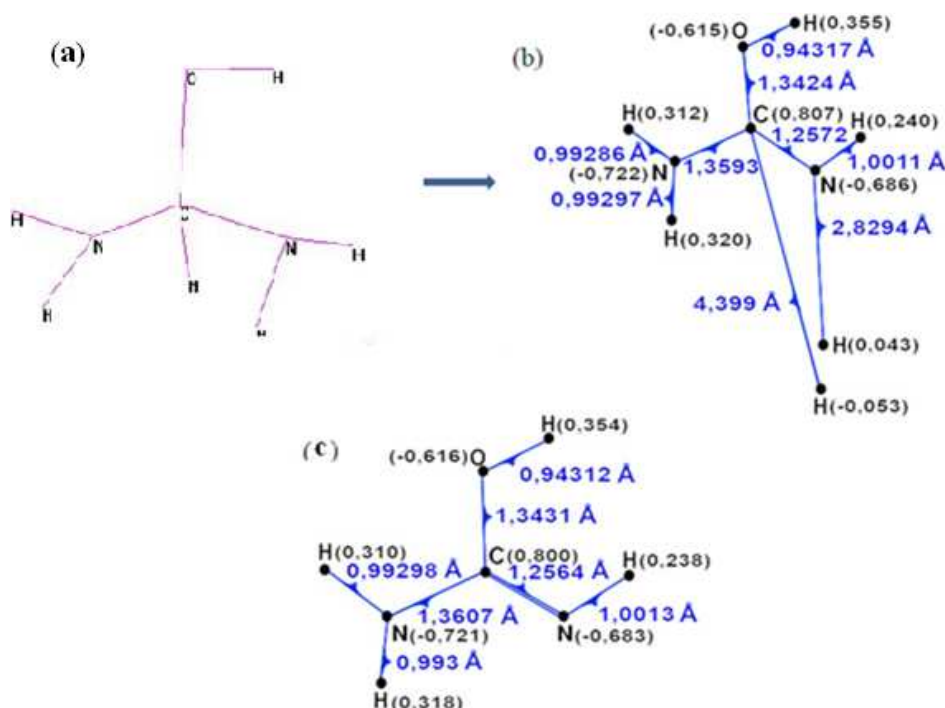 (a)
O H
H N C N H
H H H
(b)
(-0,615) O H(0,355)
0,94317 Å
1,3424 Å
H(0,312) C(0,807) H(0,240)
1,2572
0,99286 Å 1,3593 1,0011 Å
(-0,722) N N(-0,686)
0,99297 Å
H(0,320) 2,8294 Å
4,399 Å
H(0,043)
H(-0,053)
(c)
H(0,354)
(-0,616) O
0,94312 Å
1,3431 Å
H(0,310) C(0,800) H(0,238)
0,99298 Å 1,2564 Å
1,3607 Å 1,0013 Å
N(-0,721) N(-0,683)
0,993 Å
H(0,318)